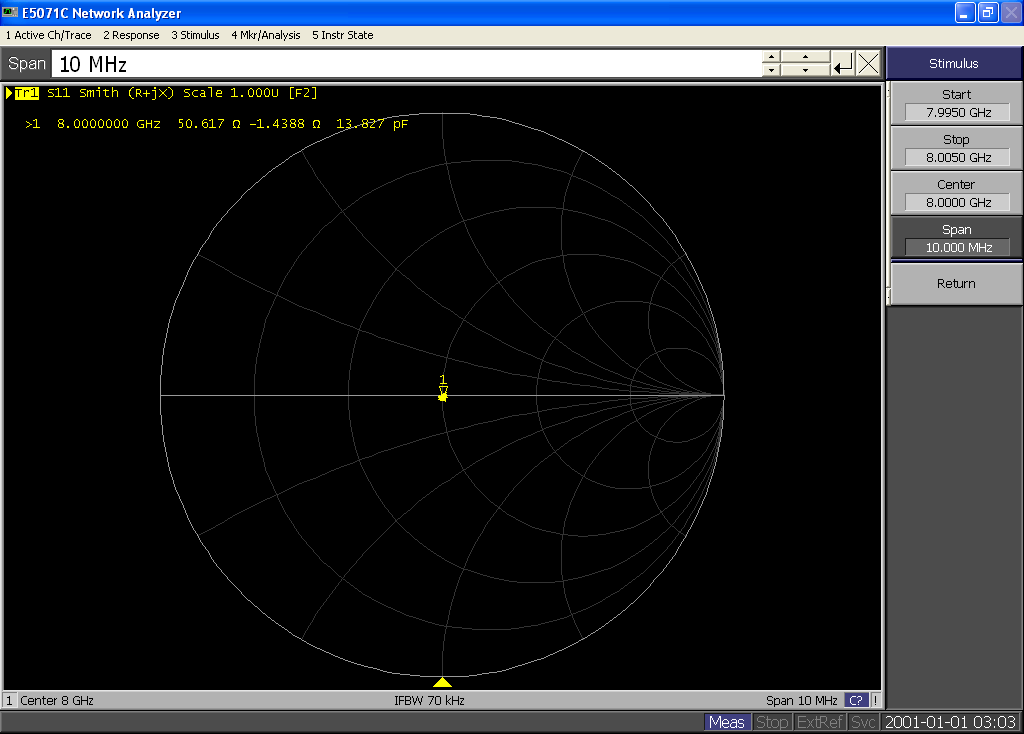 E5071C Network Analyzer
1 Active Ch/Trace 2 Response 3 Stimulus 4 Mkr/Analysis 5 Instr State
Span 10 MHz
Stimulus
Tr1 S11 Smith (R+jX) Scale 1.000U [F2]
>1 8.0000000 GHz 50.617 Ω -1.4388 Ω 13.827 pF
1
Start
7.9950 GHz
Stop
8.0050 GHz
Center
8.0000 GHz
Span
10.000 MHz
Return
1 Center 8 GHz IFBW 70 kHz Span 10 MHz C? !
Meas Stop ExtRef Svc 2001-01-01 03:03